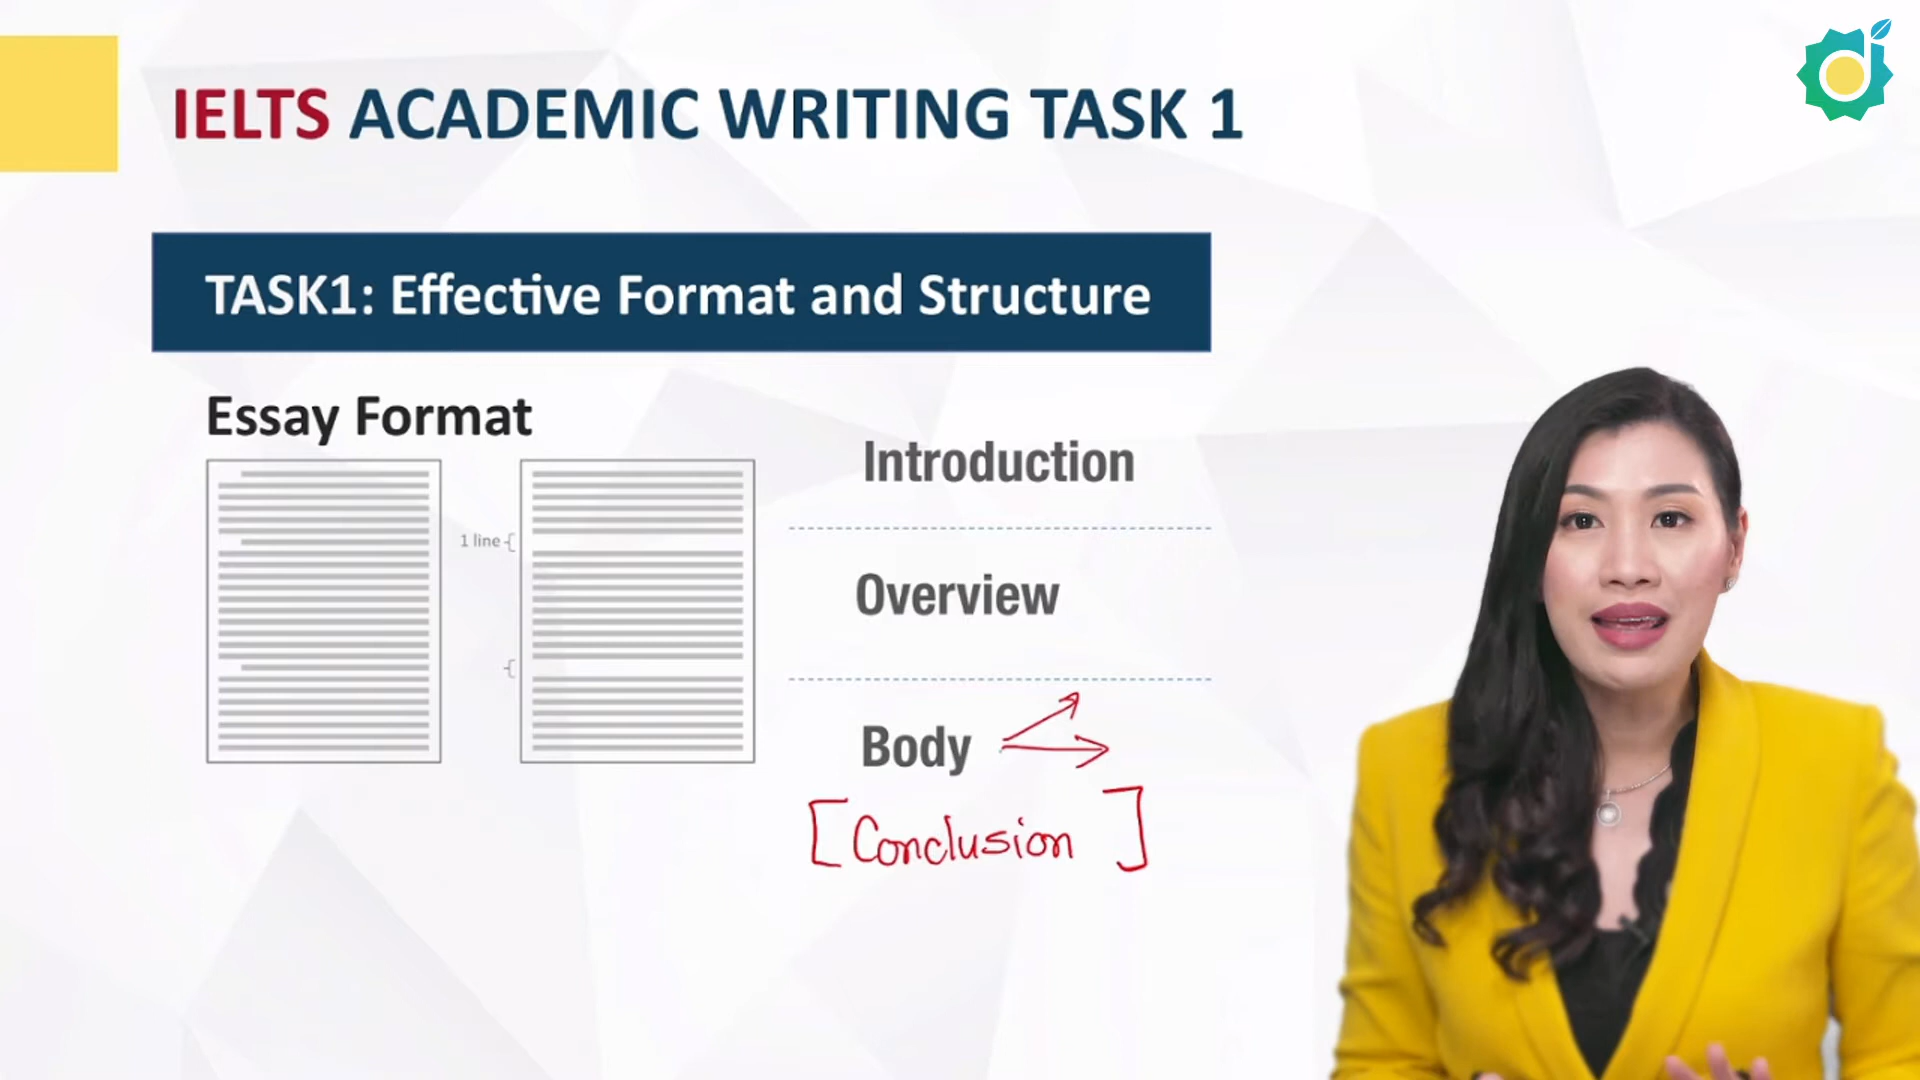 IELTS ACADEMIC WRITING TASK 1
TASK1: Effective Format and Structure
Essay Format
1 line
Introduction
Overview
Body
[Conclusion]